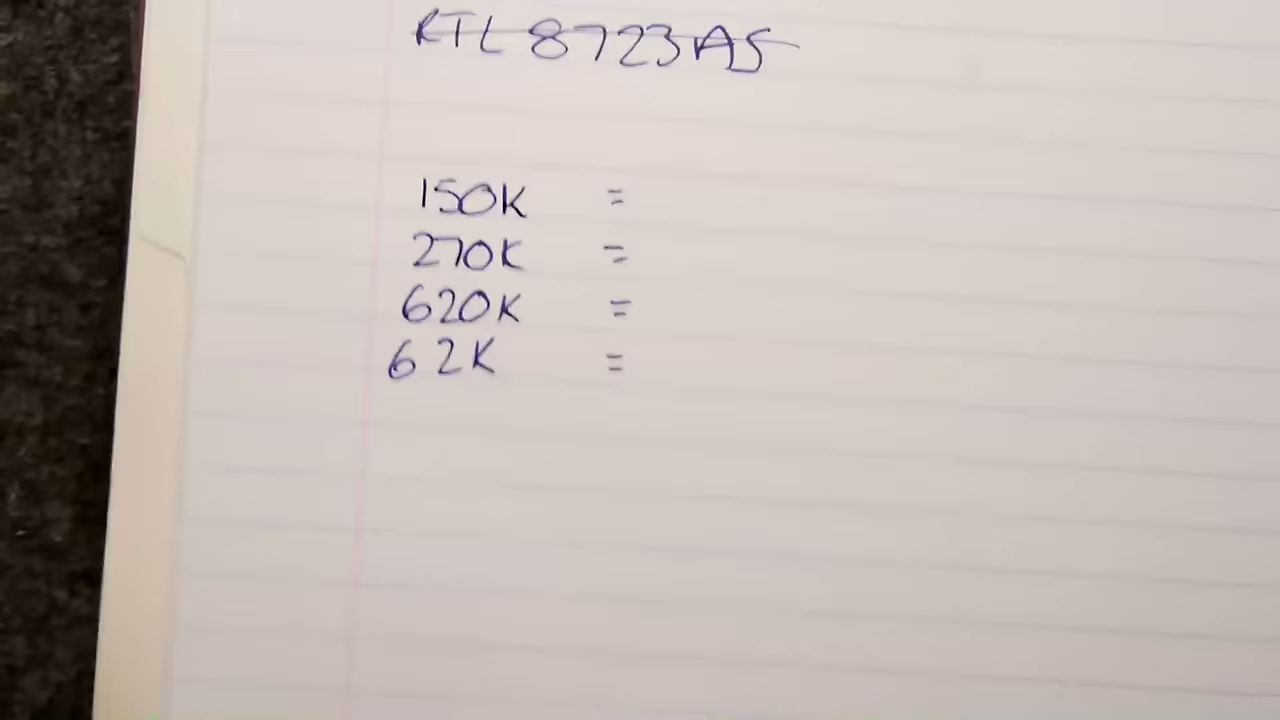 RTL 8723AS
150K =
270K =
620K =
62K =